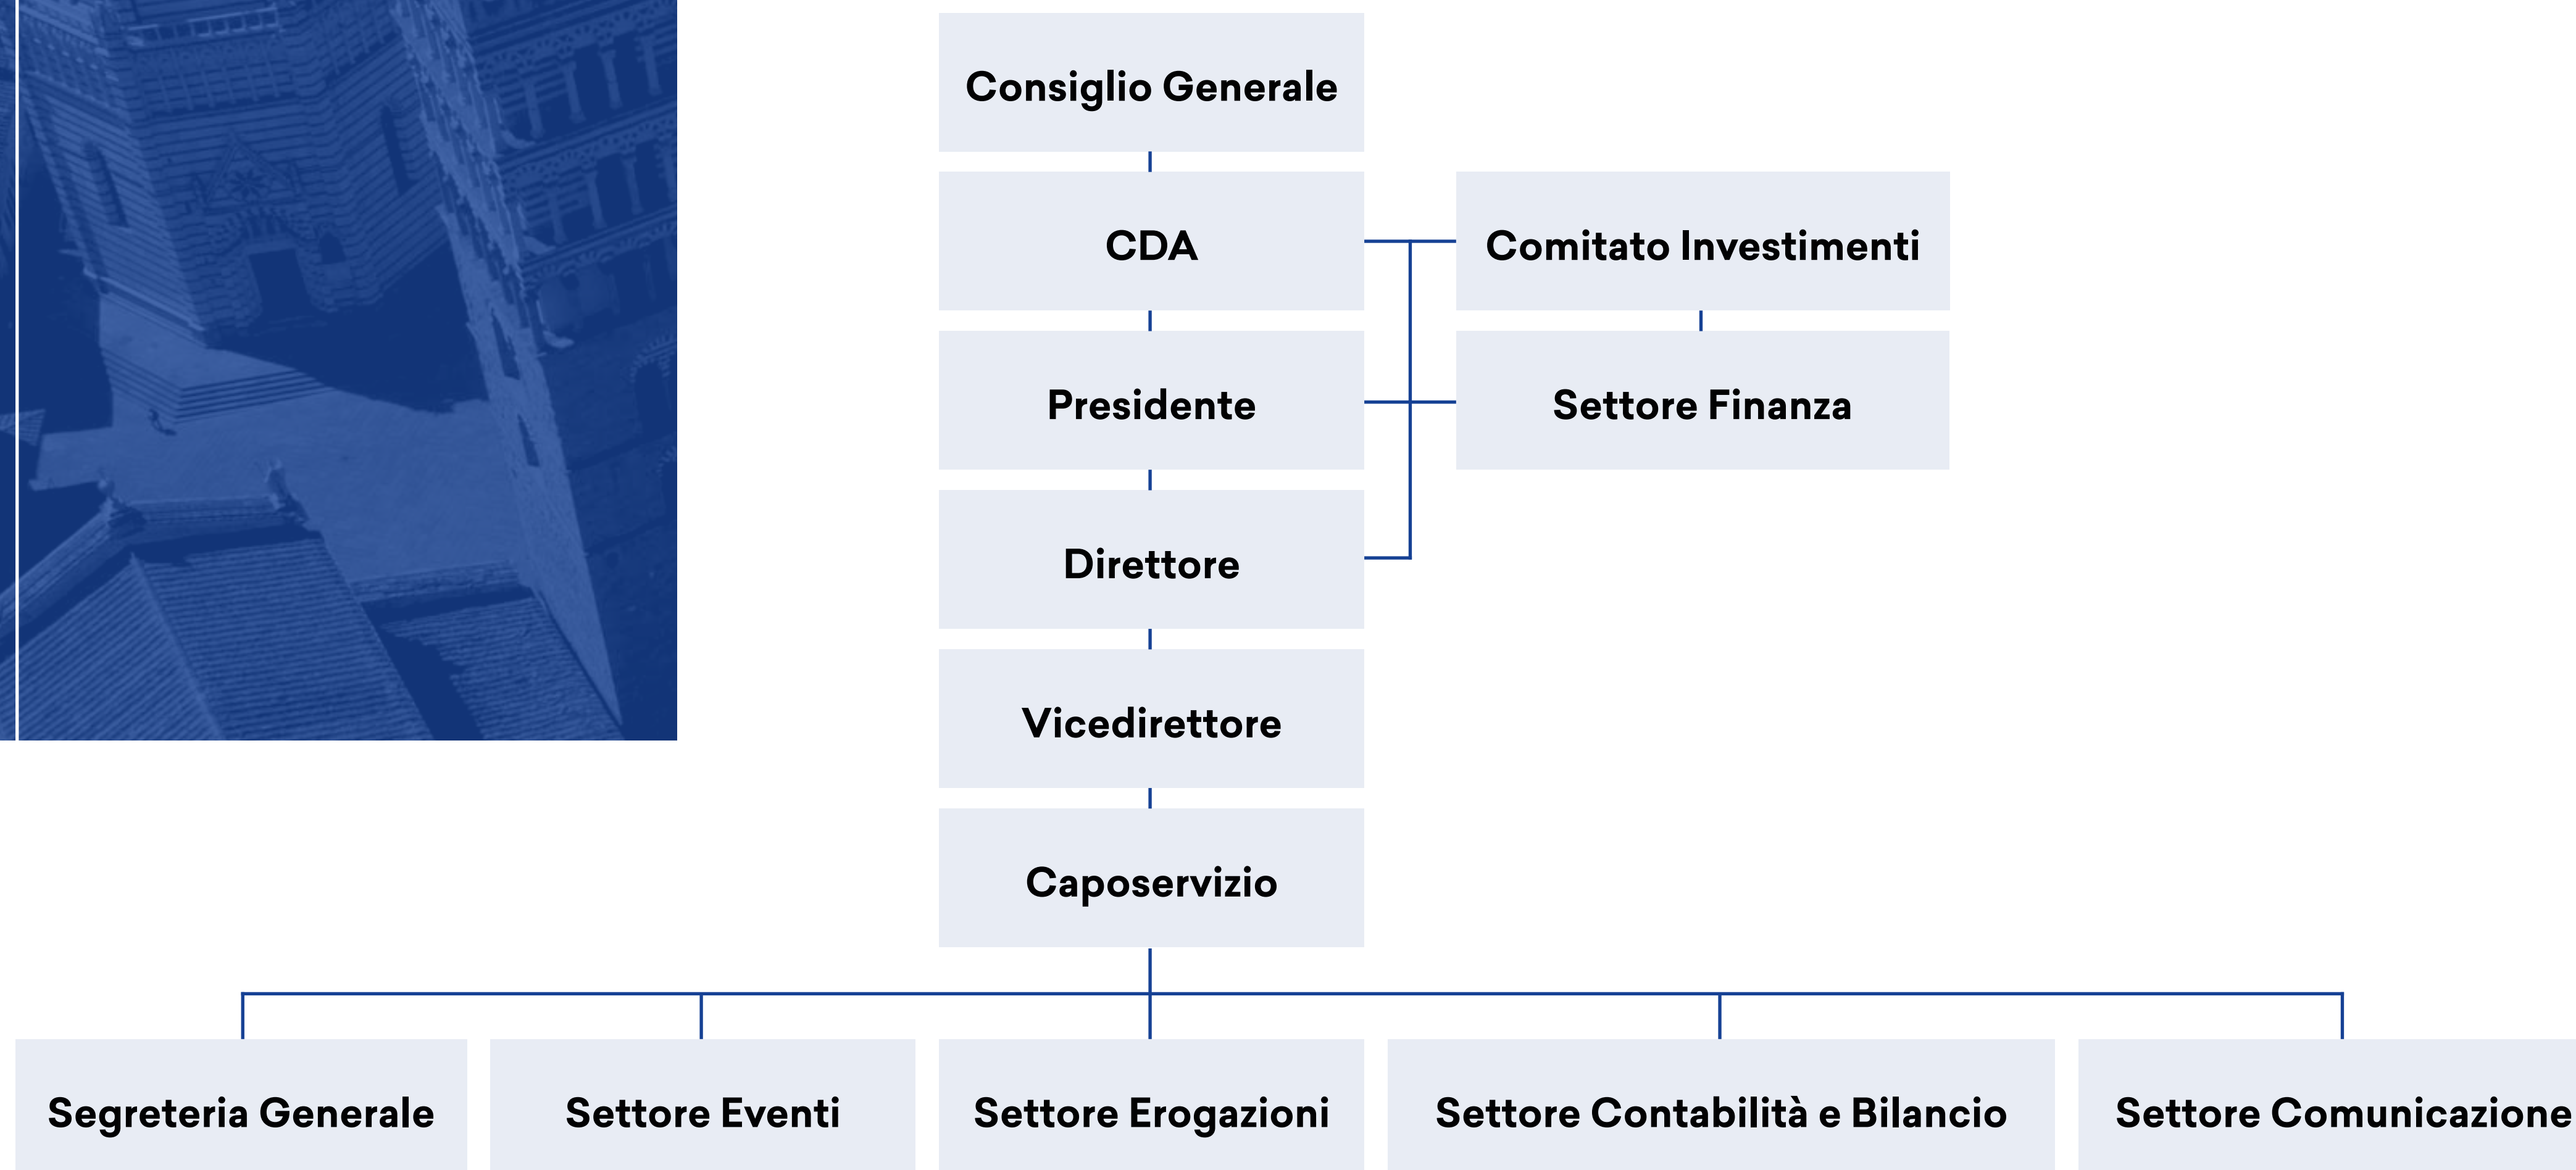 Consiglio Generale
CDA
Comitato Investimenti
Presidente
Settore Finanza
Direttore
Vicedirettore
Caposervizio
Segreteria Generale
Settore Eventi
Settore Erogazioni
Settore Contabilità e Bilancio
Settore Comunicazione